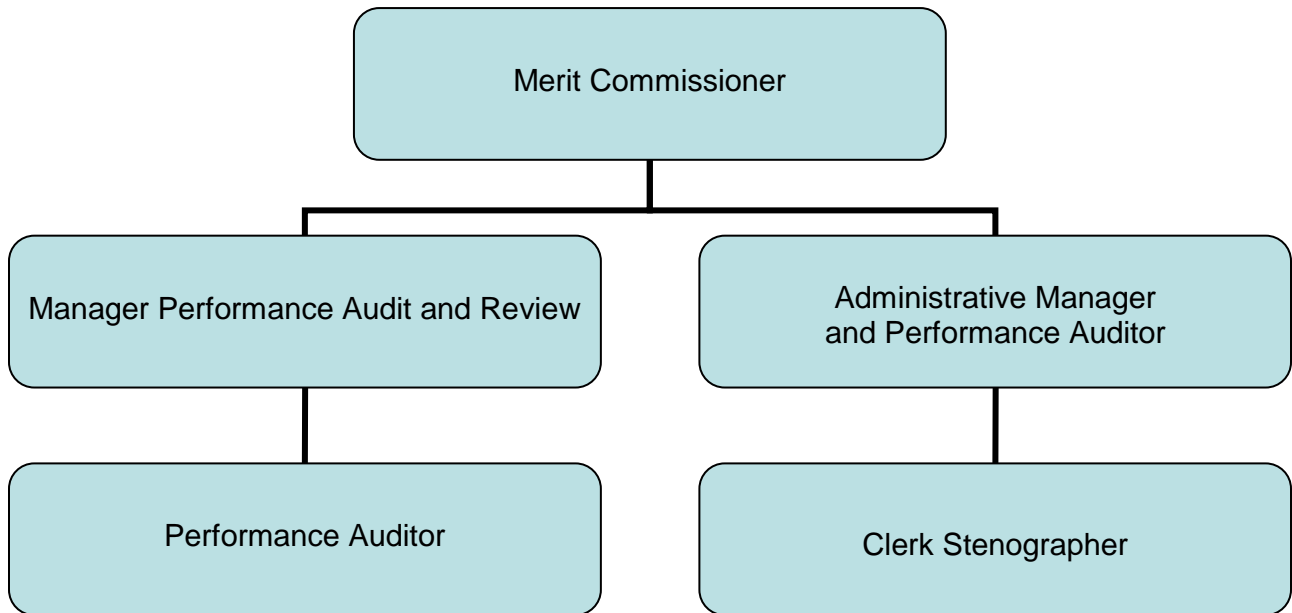 Merit Commissioner
Manager Performance Audit and Review
Administrative Manager
and Performance Auditor
Performance Auditor
Clerk Stenographer